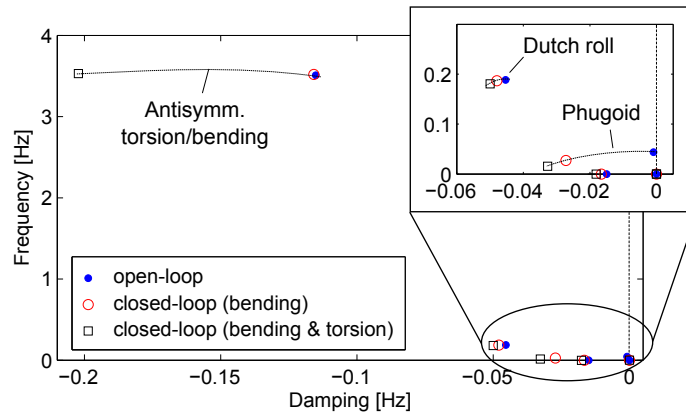 4
3
2
1
0
Frequency [Hz]
−0.2
−0.15
−0.1
−0.05
0
Damping [Hz]
Antisymm.
torsion/bending
open-loop
closed-loop (bending)
closed-loop (bending & torsion)
0.2
0.1
0
−0.06
−0.04
−0.02
0
Dutch roll
Phugoid